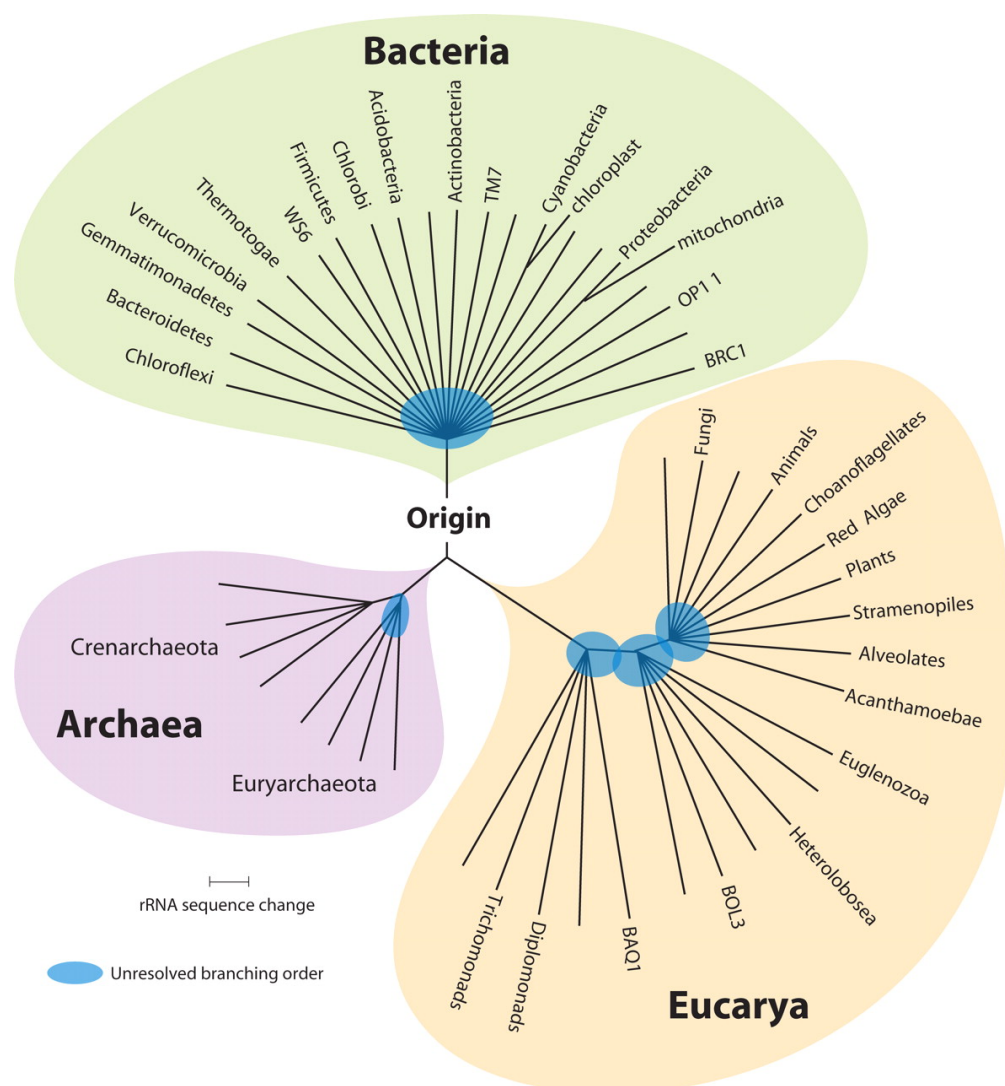 Bacteria
Chloroflexi
Bacteroidetes
Gemmatimonadetes
Verrucomicrobia
Thermotogae
WS6
Firmicutes
Chlorobi
Acidobacteria
Actinobacteria
TM7
Cyanobacteria
chloroplast
Proteobacteria
mitochondria
OP1 1
BRC1
Origin
Crenarchaeota
Archaea
Euryarchaeota
Fungi
Animals
Choanoflagellates
Red Algae
Plants
Stramenopiles
Alveolates
Acanthamoebae
Euglenozoa
Heterolobosea
BOL3
BAQ1
Diplomonads
Trichomonads
Eucarya
rRNA sequence change
Unresolved branching order